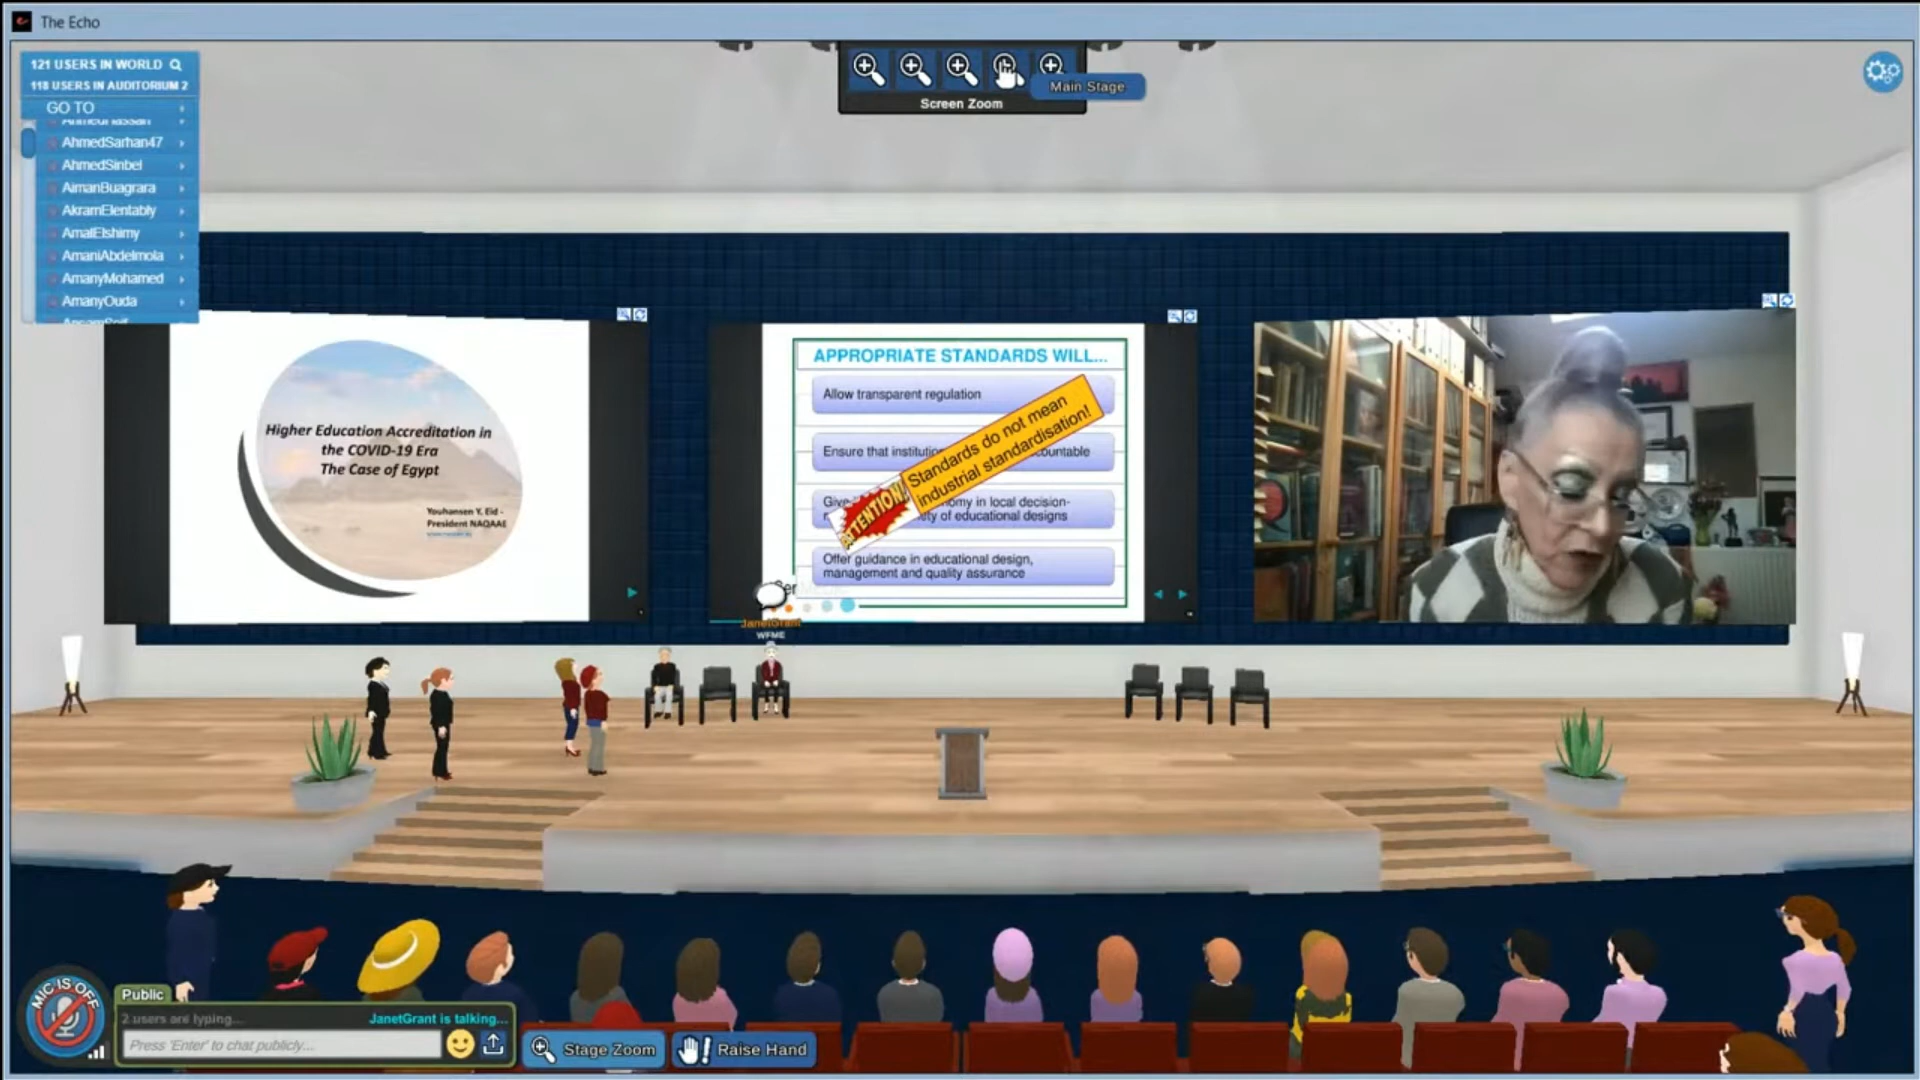 The Echo
121 USERS IN WORLD
118 USERS IN AUDITORIUM 2
GO TO
AhmedHassan
AhmedSarhan47
AhmedSinbel
AimanBuagrara
AkramElentably
AmalElshimy
AmaniAbdelmola
AmanyMohamed
AmanyOuda
Screen Zoom
Main Stage
Higher Education Accreditation in
the COVID-19 Era
The Case of Egypt
Youhansen Y. Eid -
President NAQAAE
APPROPRIATE STANDARDS WILL...
Allow transparent regulation
Ensure that
Standards do not mean
industrial standardisation!
ATTENTION!
in local decision-
of educational designs
Offer guidance in educational design,
management and quality assurance
JanetGrant
WFME
MIC IS OFF
Public
2 users are typing...
JanetGrant is talking...
Press 'Enter' to chat publicly...
Stage Zoom
Raise Hand